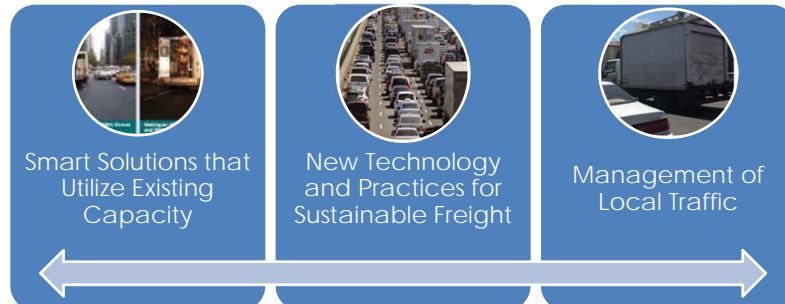 Smart Solutions that
Utilize Existing
Capacity
New Technology
and Practices for
Sustainable Freight
Management of
Local Traffic